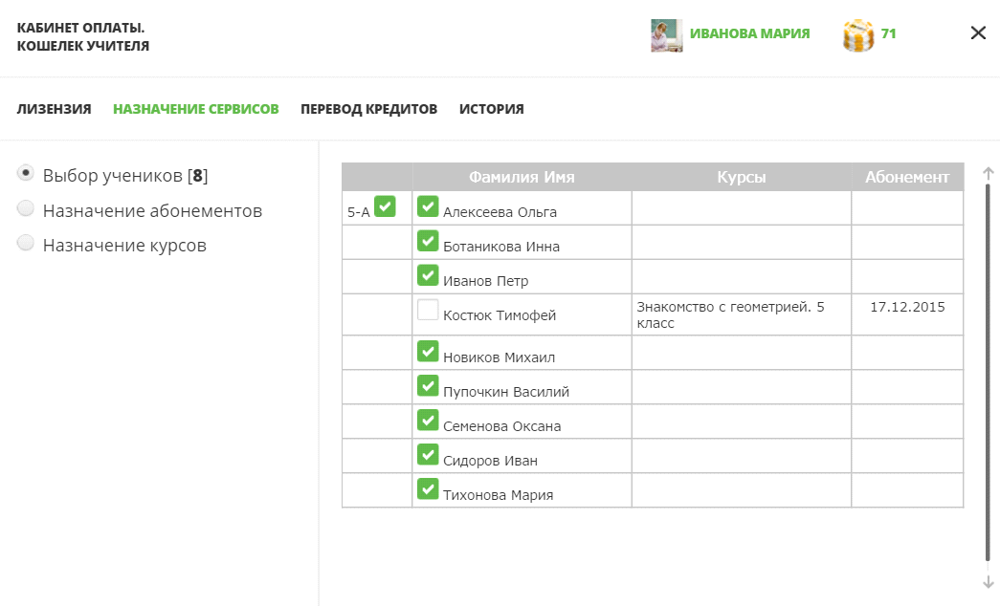 КАБИНЕТ ОПЛАТЫ.
КОШЕЛЕК УЧИТЕЛЯ
ИВАНОВА МАРИЯ
71
ЛИЗЕНЗИЯ НАЗНАЧЕНИЕ СЕРВИСОВ ПЕРЕВОД КРЕДИТОВ ИСТОРИЯ
Выбор учеников [8]
Назначение абонементов
Назначение курсов
Фамилия Имя Курсы Абонемент
5-А Алексеева Ольга
Ботаникова Инна
Иванов Петр
Костюк Тимофей Знакомство с геометрией. 5 17.12.2015
класс
Новиков Михаил
Пупочкин Василий
Семенова Оксана
Сидоров Иван
Тихонова Мария